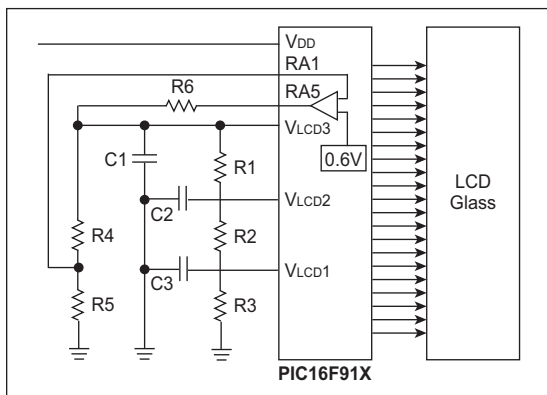 VDD
RA1
R6
RA5
VLCD3
C1
R1
0.6V
C2
VLCD2
LCD
Glass
R4
R2
C3
VLCD1
R5
R3
PIC16F91X